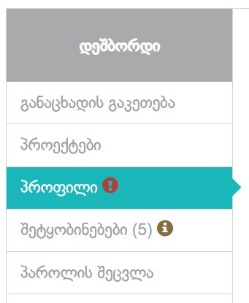 დეშბორდი
განაცხადის გაკეთება
პროექტები
პროფილი
შეტყობინებები (5)
პაროლის შეცვლა